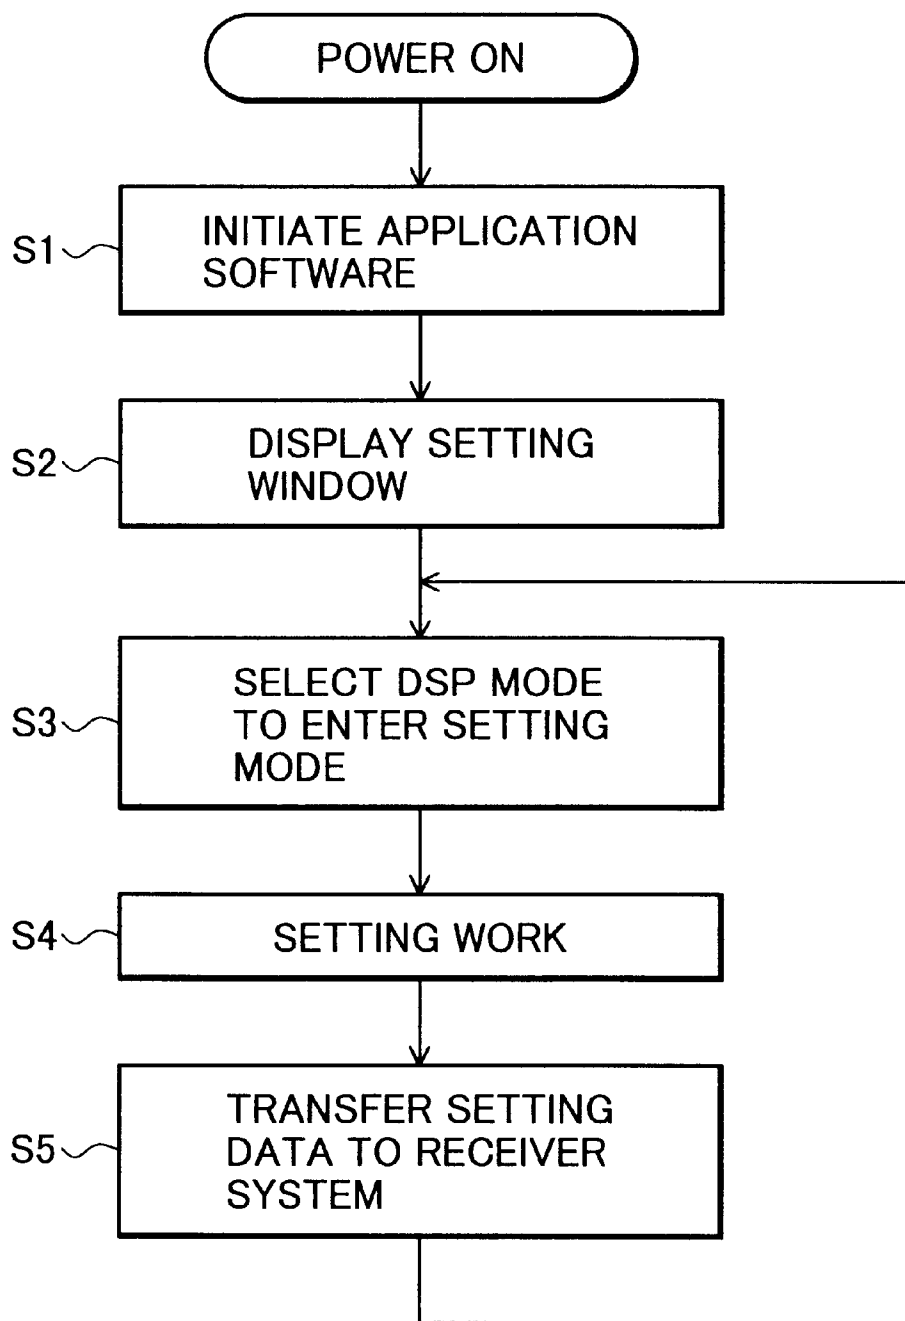 POWER ON
S1
INITIATE APPLICATION
SOFTWARE
S2
DISPLAY SETTING
WINDOW
S3
SELECT DSP MODE
TO ENTER SETTING
MODE
S4
SETTING WORK
S5
TRANSFER SETTING
DATA TO RECEIVER
SYSTEM